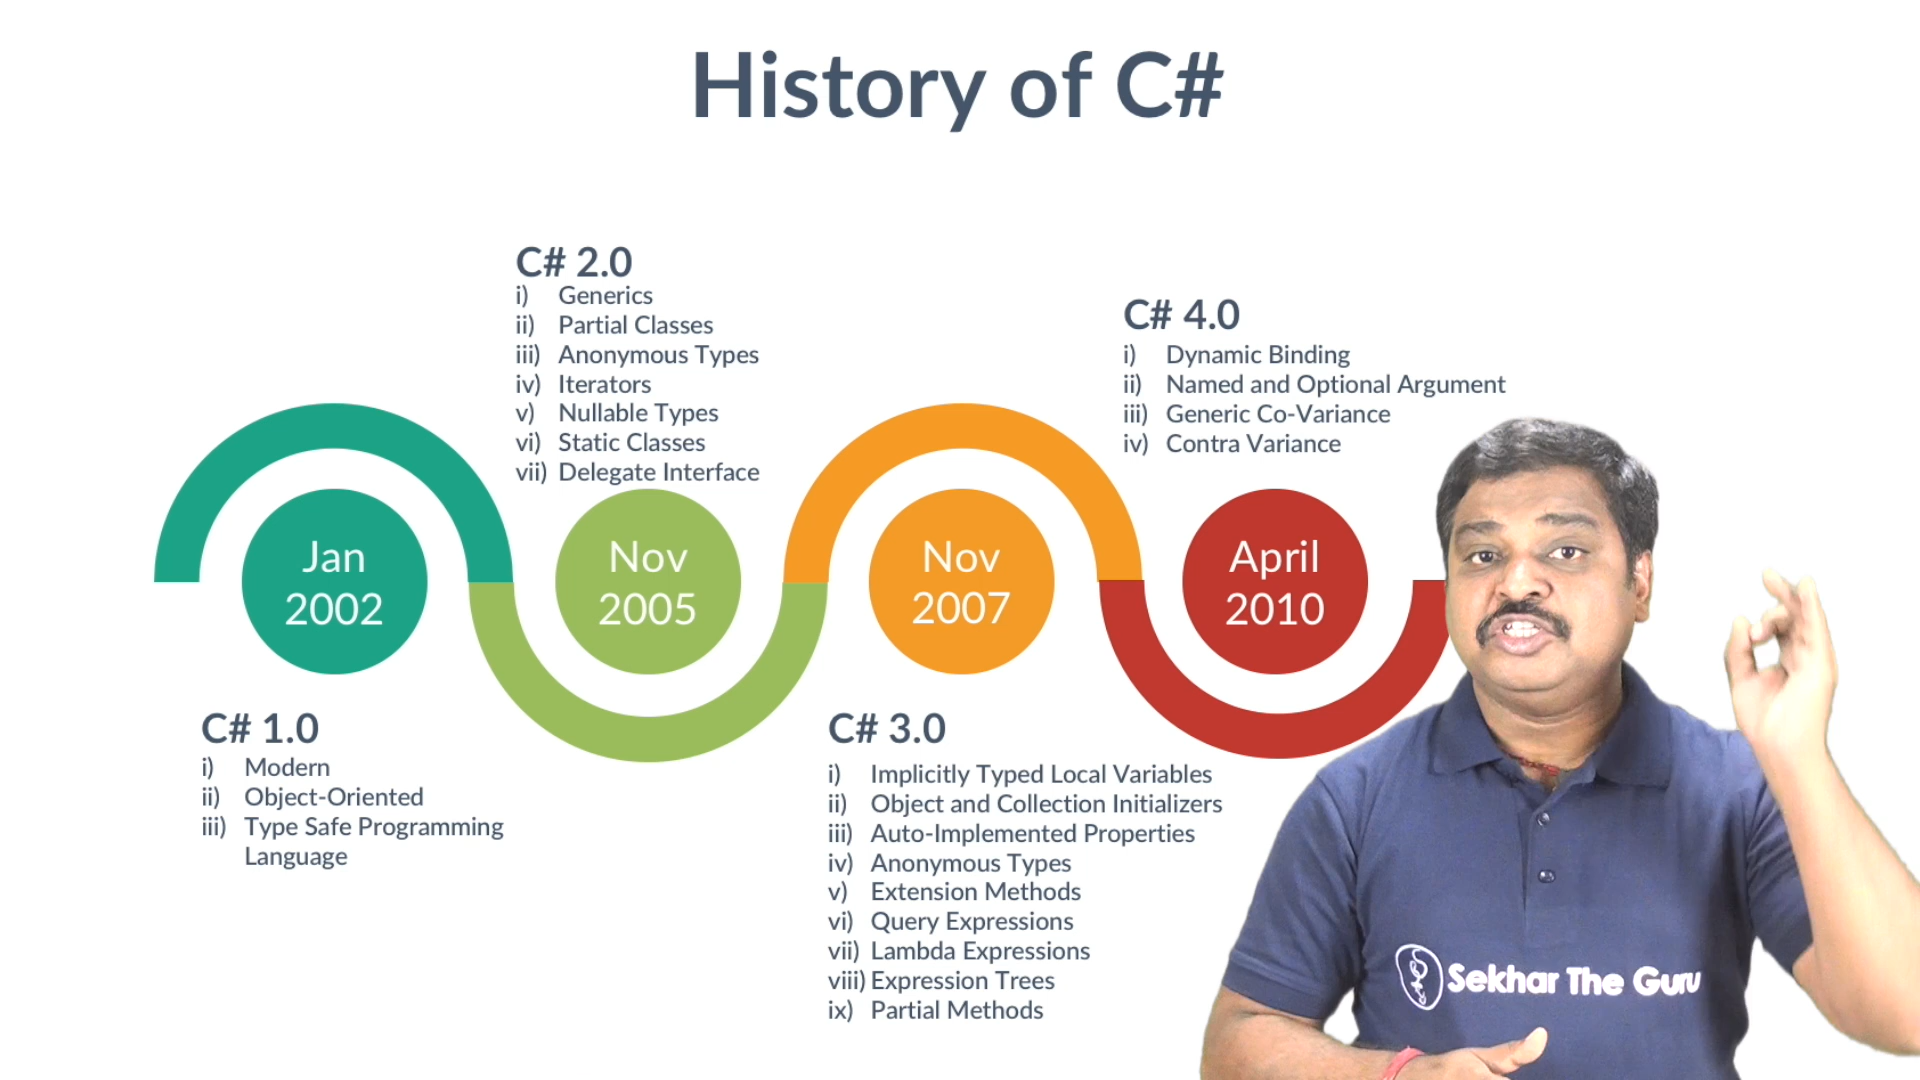 History of C#
C# 2.0
i) Generics
ii) Partial Classes
iii) Anonymous Types
iv) Iterators
v) Nullable Types
vi) Static Classes
vii) Delegate Interface
C# 4.0
i) Dynamic Binding
ii) Named and Optional Argument
iii) Generic Co-Variance
iv) Contra Variance
Jan
2002
Nov
2005
Nov
2007
April
2010
C# 1.0
i) Modern
ii) Object-Oriented
iii) Type Safe Programming
Language
C# 3.0
i) Implicitly Typed Local Variables
ii) Object and Collection Initializers
iii) Auto-Implemented Properties
iv) Anonymous Types
v) Extension Methods
vi) Query Expressions
vii) Lambda Expressions
viii) Expression Trees
ix) Partial Methods
Sekhar The Guru